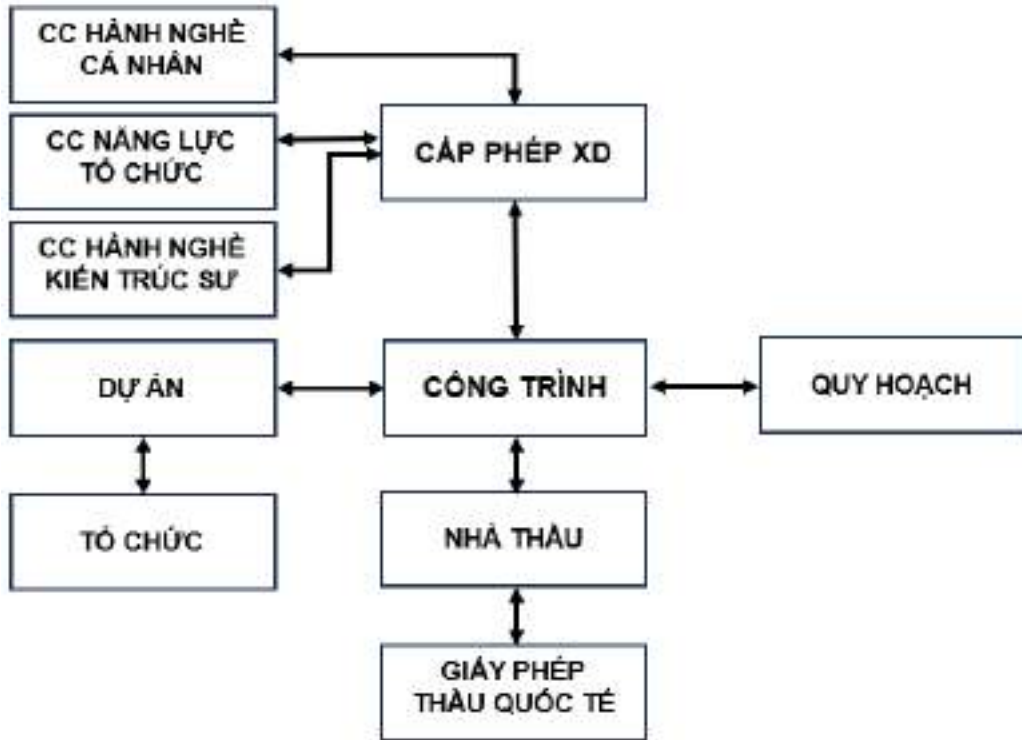 CC HÀNH NGHỀ
CÁ NHÂN
CC NĂNG LỰC
TỔ CHỨC
CẤP PHÉP XD
CC HÀNH NGHỀ
KIẾN TRÚC SƯ
DỰ ÁN
CÔNG TRÌNH
QUY HOẠCH
TỔ CHỨC
NHÀ THẦU
GIẤY PHÉP
THẦU QUỐC TẾ